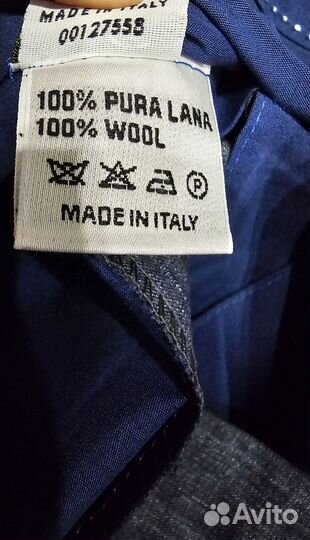 MADE IN ITALY
00127558
100% PURA LANA
100% WOOL
P
MADE IN ITALY
Avito